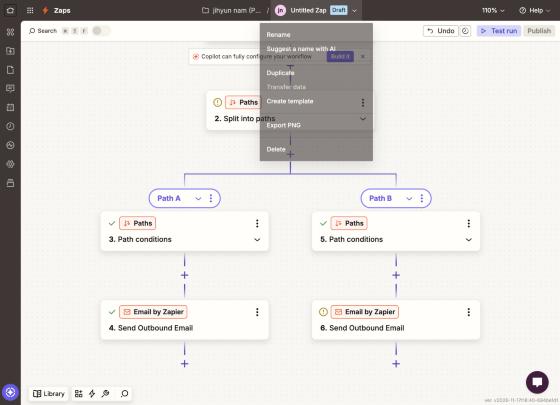 Zaps
jihyun nam (P... /
jn
Untitled Zap
Draft
110%
Help
Search
Undo
Test run
Publish
Rename
Suggest a name with AI
Duplicate
Transfer data
Create template
Export PNG
Delete
Copilot can fully configure your workflow
Build it
Paths
2. Split into paths
Path A
Path B
Paths
3. Path conditions
Paths
5. Path conditions
Email by Zapier
4. Send Outbound Email
Email by Zapier
6. Send Outbound Email
Library